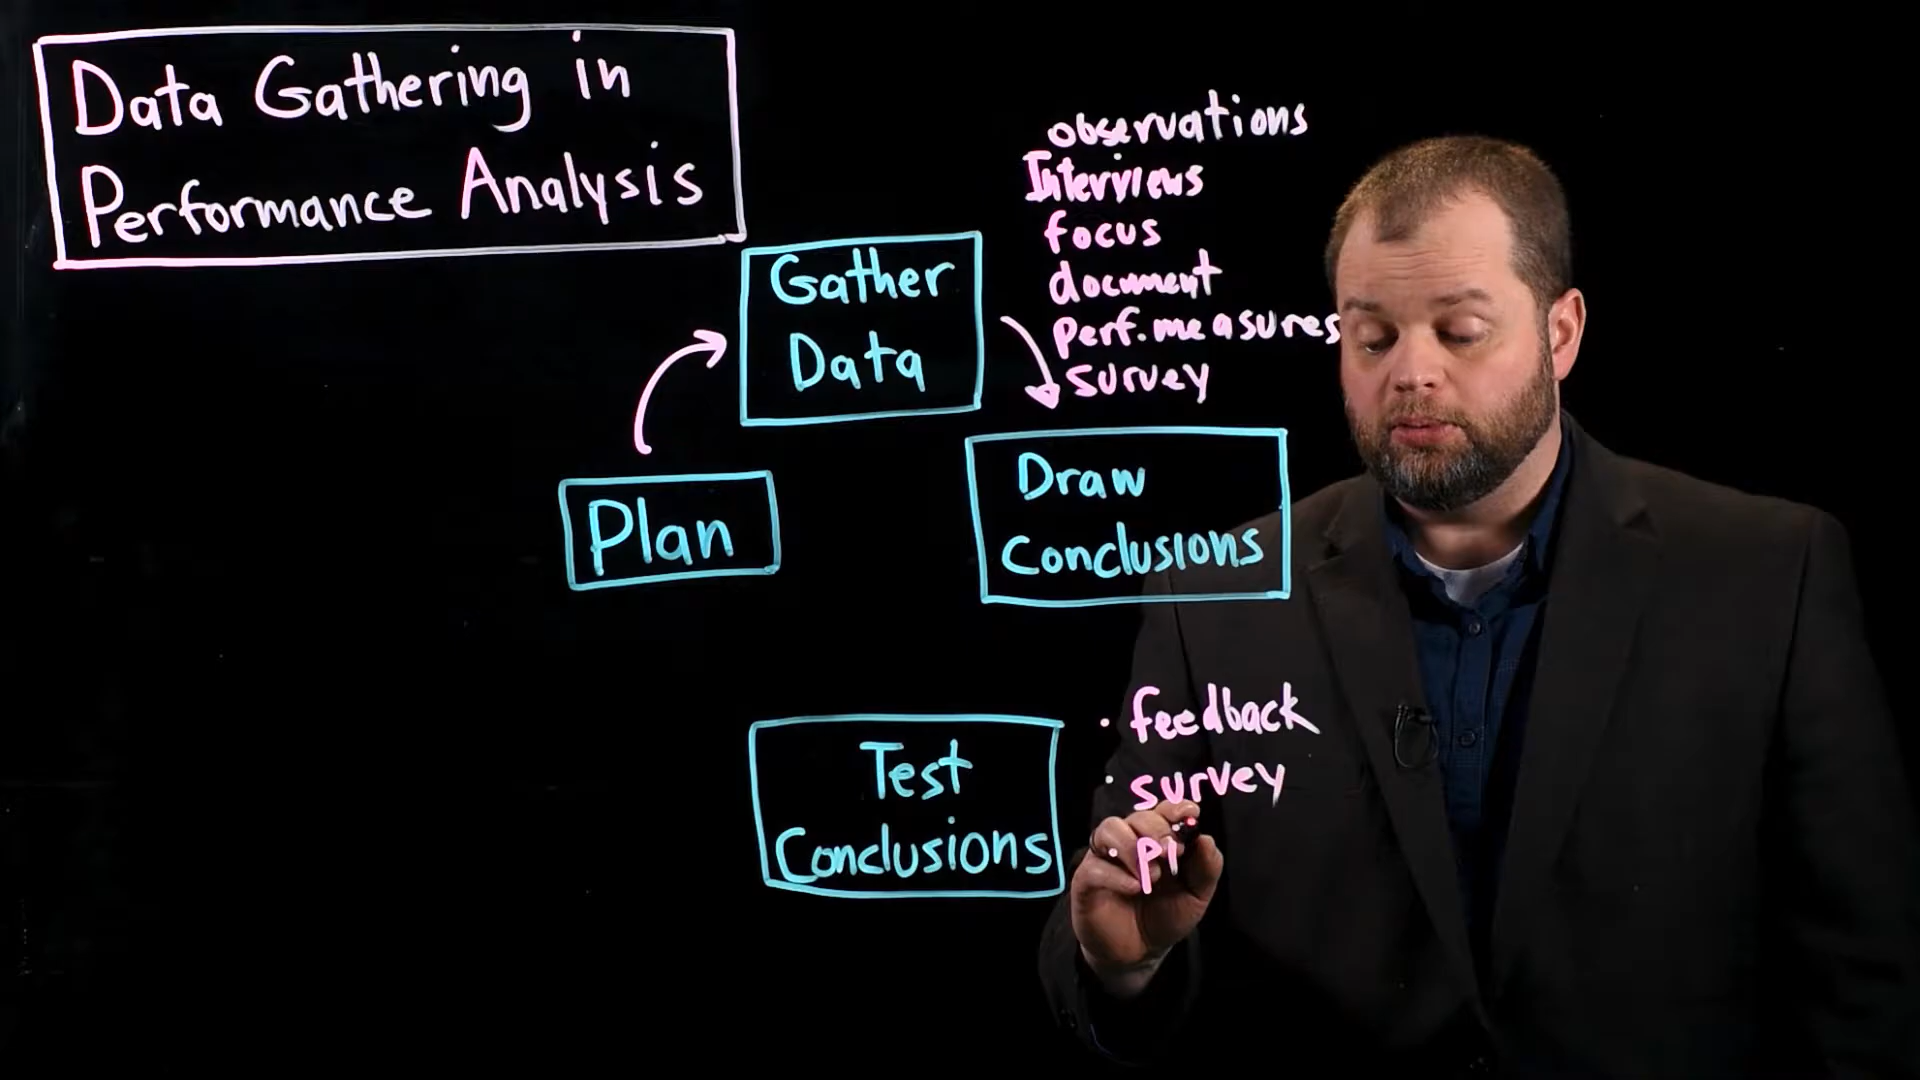 Data Gathering in
Performance Analysis
Gather
Data
observations
Interviews
focus
document
perf. measures
survey
Plan
Draw
Conclusions
Test
Conclusions
• feedback
• survey
• pi